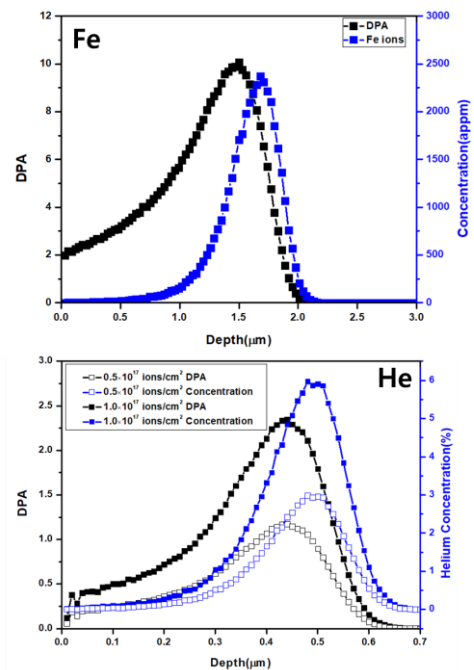 Fe
DPA
Fe ions
12
10
8
6
4
2
0
DPA
3000
2500
2000
1500
1000
500
0
Concentration(appm)
0.0 0.5 1.0 1.5 2.0 2.5 3.0
Depth(μm)
He
0.5×10¹⁷ ions/cm² DPA
0.5×10¹⁷ ions/cm² Concentration
1.0×10¹⁷ ions/cm² DPA
1.0×10¹⁷ ions/cm² Concentration
3.0
2.5
2.0
1.5
1.0
0.5
0.0
DPA
6
5
4
3
2
1
0
Helium Concentration(%)
0.0 0.1 0.2 0.3 0.4 0.5 0.6 0.7
Depth(μm)